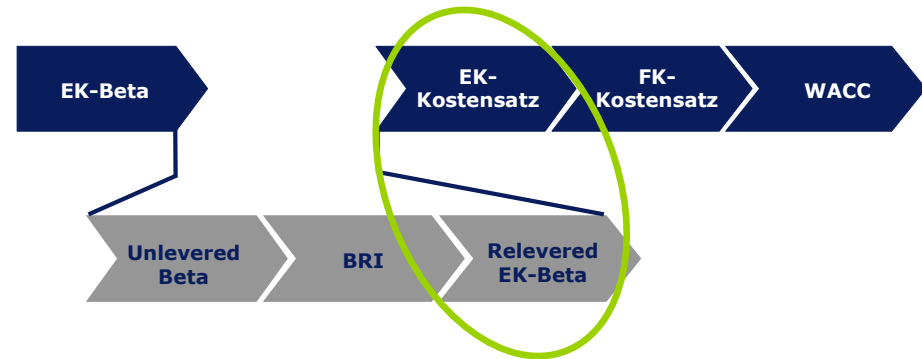 EK-Beta
EK-
Kostensatz
FK-
Kostensatz
WACC
Unlevered
Beta
BRI
Relevered
EK-Beta